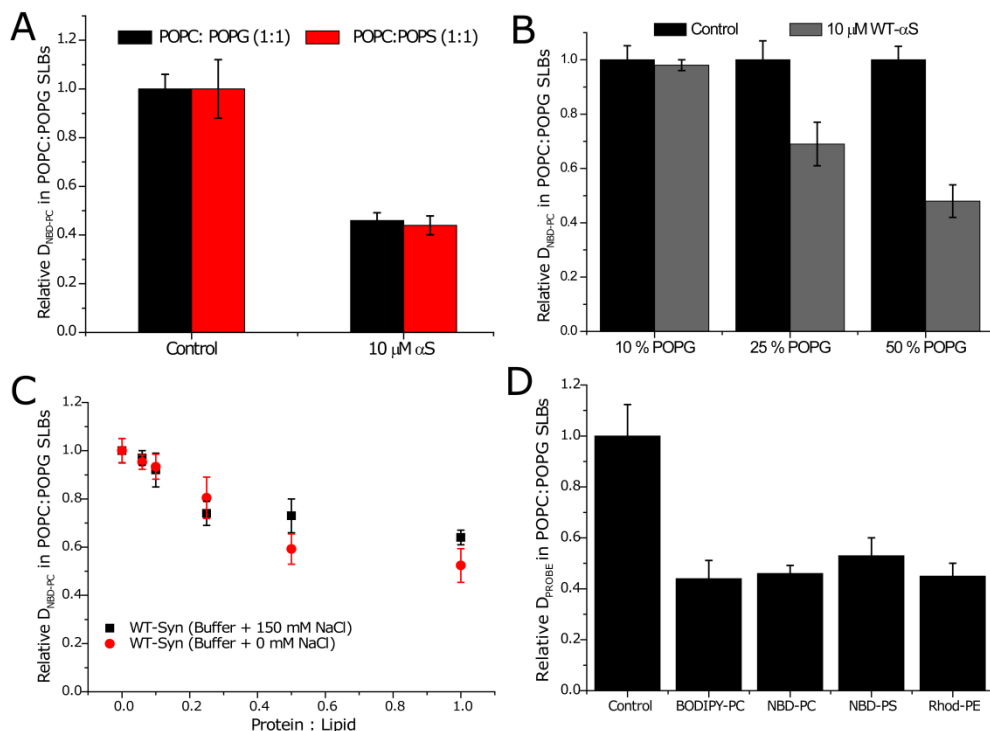 A
POPC: POPG (1:1)
POPC:POPS (1:1)
Relative D_NBD-PC in POPC:POPG SLBs
1.2
1.0
0.8
0.6
0.4
0.2
0.0
Control
10 μM αS
B
Control
10 μM WT-αS
Relative D_NBD-PC in POPC:POPG SLBs
1.2
1.0
0.8
0.6
0.4
0.2
0.0
10 % POPG
25 % POPG
50 % POPG
C
Relative D_NBD-PC in POPC:POPG SLBs
1.2
1.0
0.8
0.6
0.4
0.2
0.0
WT-Syn (Buffer + 150 mM NaCl)
WT-Syn (Buffer + 0 mM NaCl)
0.0
0.2
0.4
0.6
0.8
1.0
Protein : Lipid
D
Relative D_PROBE in POPC:POPG SLBs
1.2
1.0
0.8
0.6
0.4
0.2
0.0
Control
BODIPY-PC
NBD-PC
NBD-PS
Rhod-PE